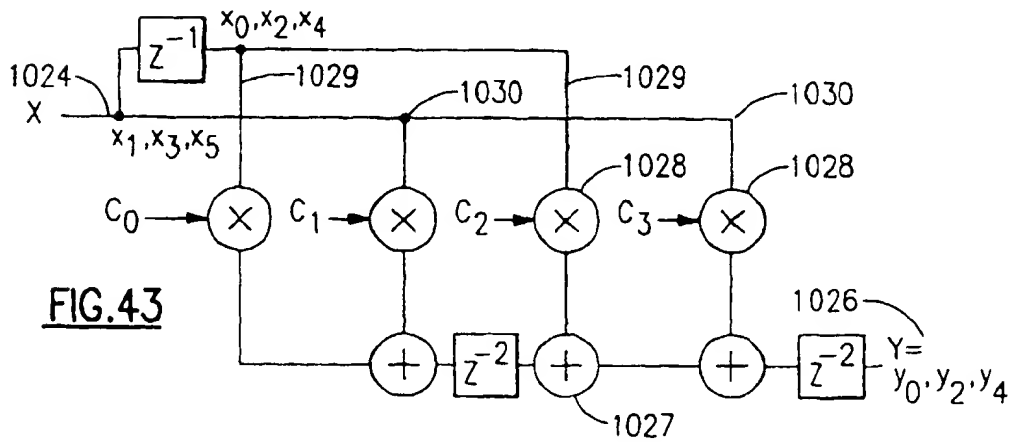 x₀, x₂, x₄
z⁻¹
1029
1029
1024
1030
1030
X
x₁, x₃, x₅
1028
1028
C₀
×
C₁
×
C₂
×
C₃
×
FIG.43
1026
+
z⁻²
+
+
z⁻²
Y=
y₀, y₂, y₄
1027